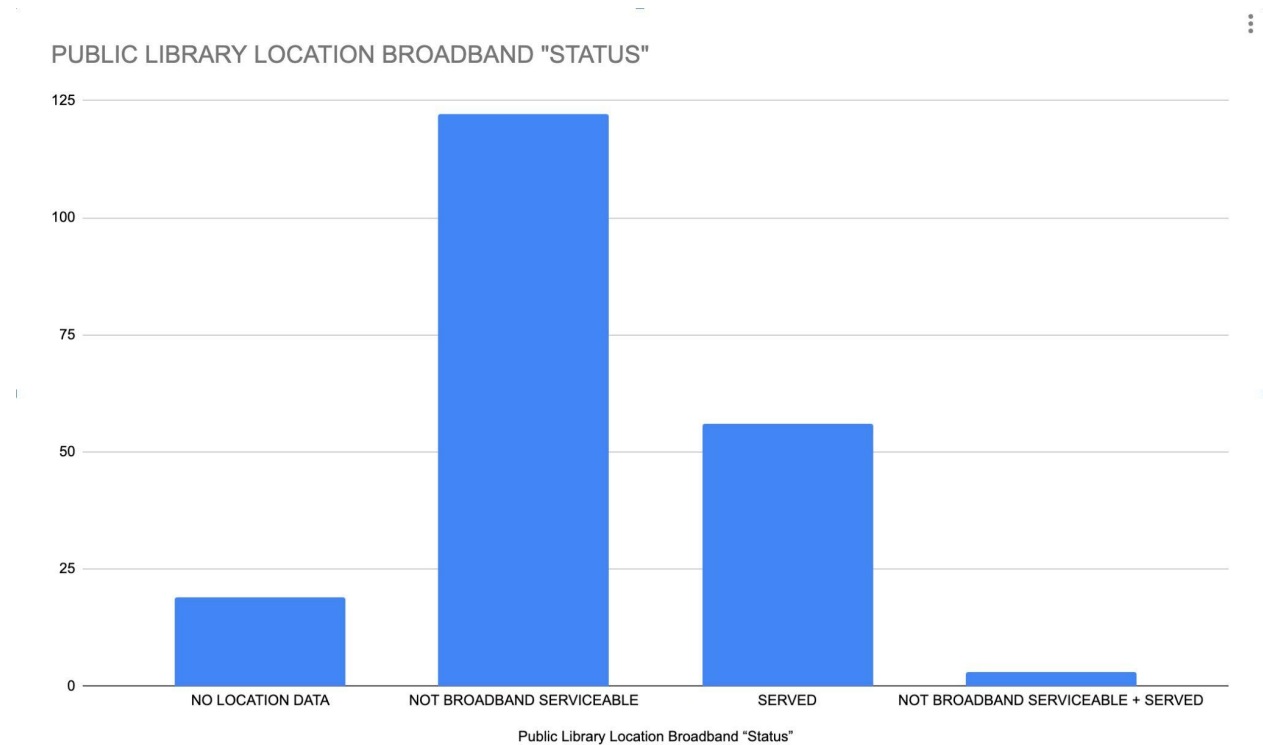 PUBLIC LIBRARY LOCATION BROADBAND "STATUS"
125
100
75
50
25
0
NO LOCATION DATA
NOT BROADBAND SERVICEABLE
SERVED
NOT BROADBAND SERVICEABLE + SERVED
Public Library Location Broadband “Status”